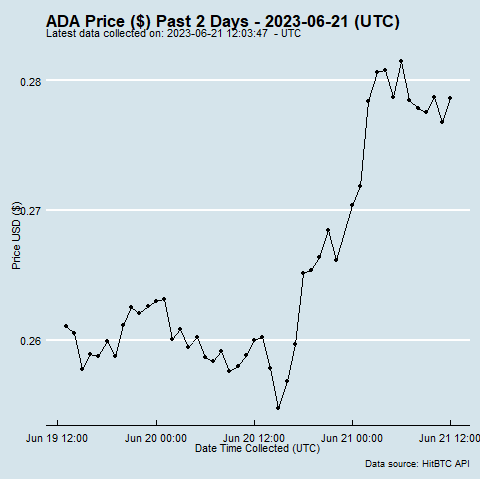 ADA Price ($) Past 2 Days - 2023-06-21 (UTC)
Latest data collected on: 2023-06-21 12:03:47 - UTC
0.28
0.27
0.26
Price USD ($)
Jun 19 12:00
Jun 20 00:00
Jun 20 12:00
Jun 21 00:00
Jun 21 12:00
Date Time Collected (UTC)
Data source: HitBTC API